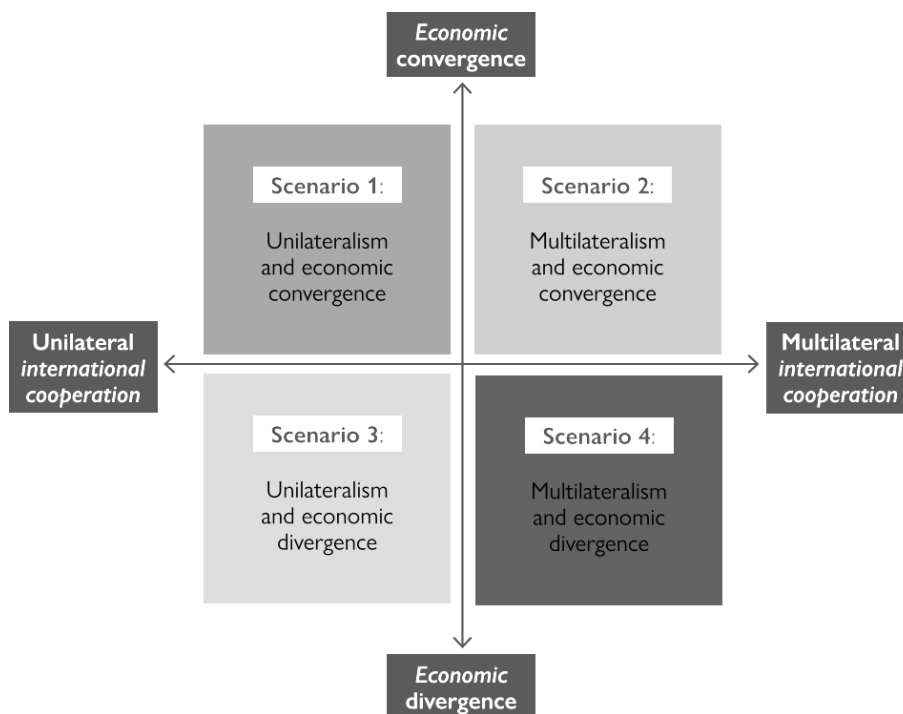 Economic
convergence
Scenario 1:
Unilateralism
and economic
convergence
Scenario 2:
Multilateralism
and economic
convergence
Unilateral
international
cooperation
Multilateral
international
cooperation
Scenario 3:
Unilateralism
and economic
divergence
Scenario 4:
Multilateralism
and economic
divergence
Economic
divergence